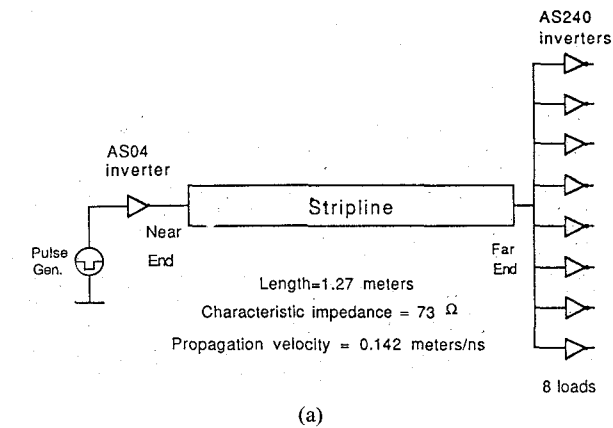 AS240
inverters
AS04
inverter
Stripline
Near
End
Far
End
Pulse
Gen.
Length=1.27 meters
Characteristic impedance = 73 Ω
Propagation velocity = 0.142 meters/ns
8 loads
(a)